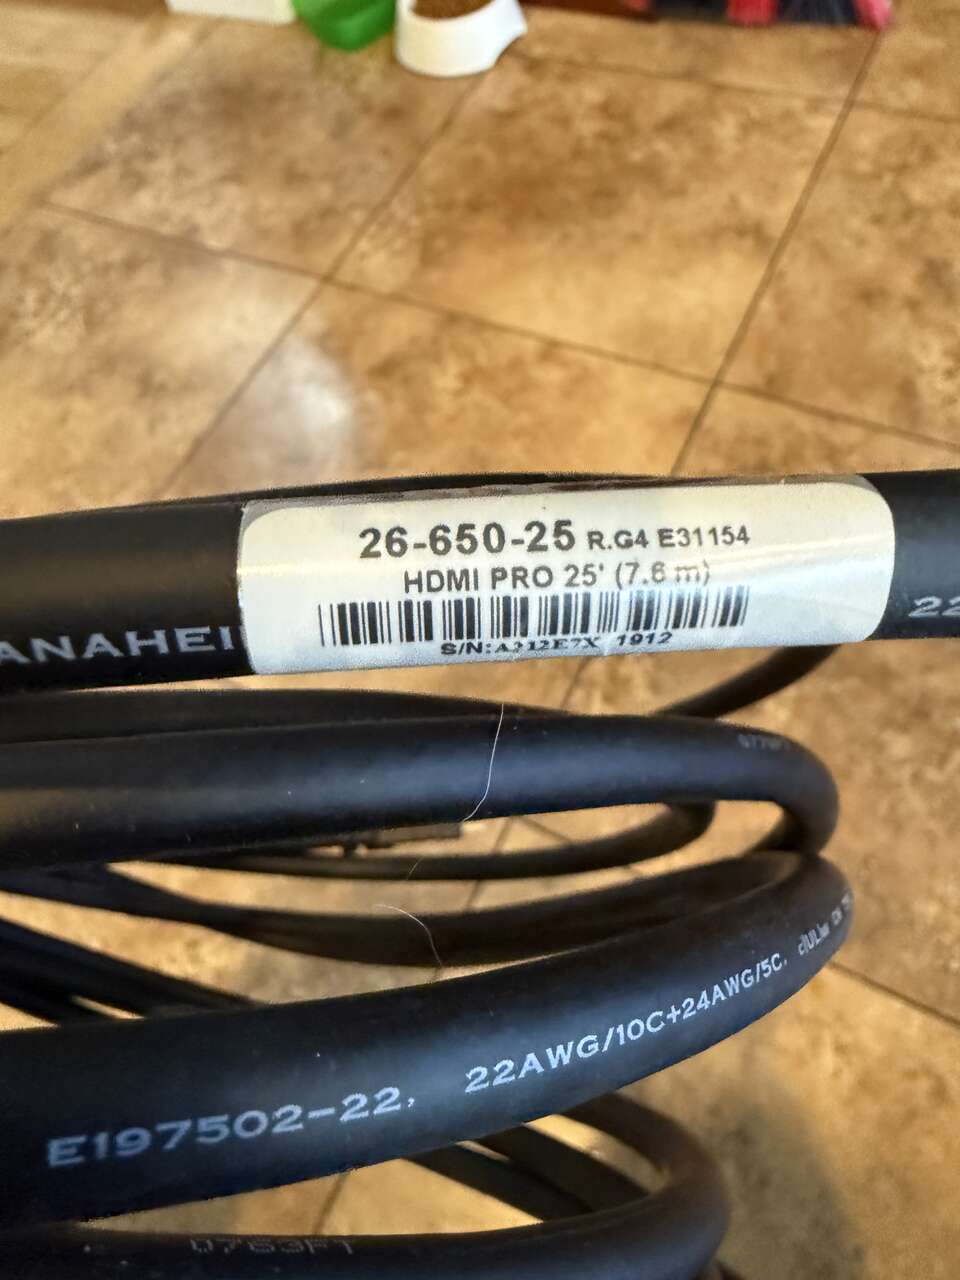 26-650-25 R.G4 E31154
HDMI PRO 25' (7.6 m)
S/N:A212E7X 1912
ANAHEI
22
E197502-22, 22AWG/10C+24AWG/5C. cULus